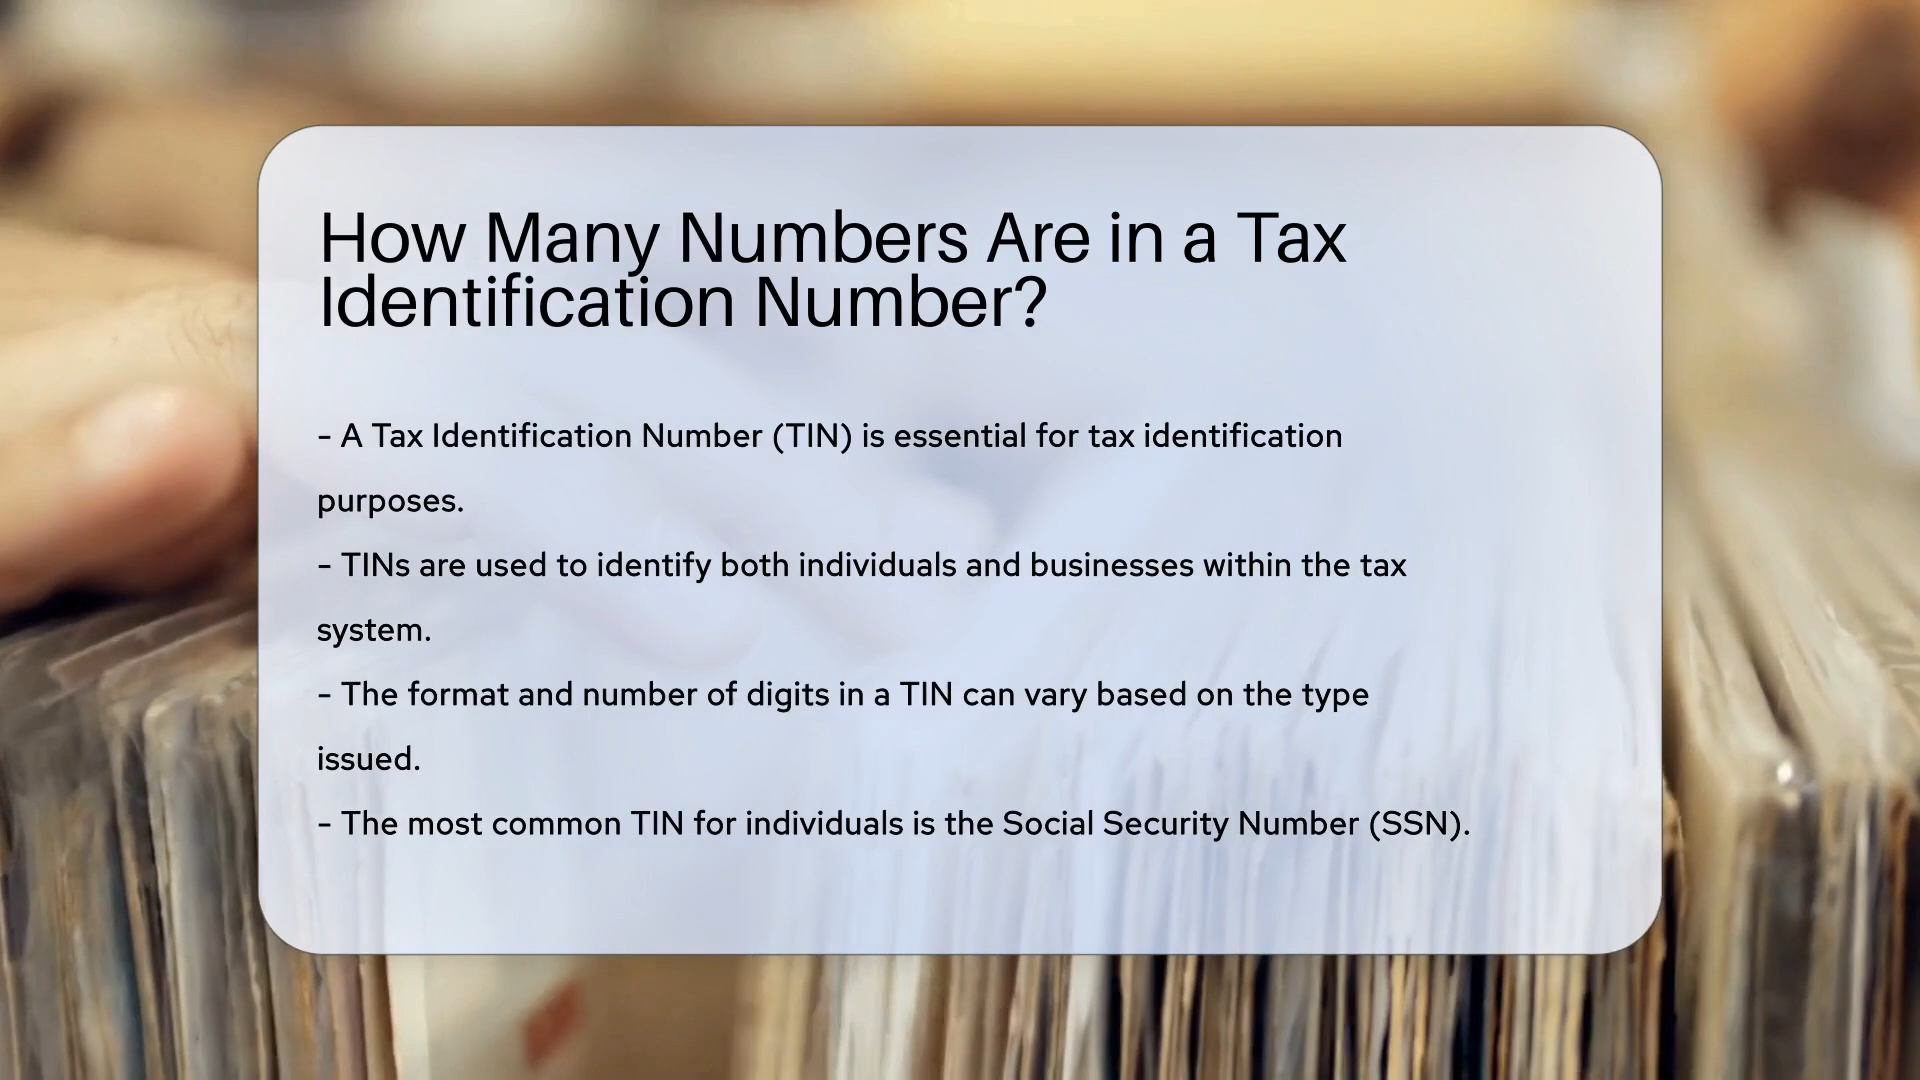 How Many Numbers Are in a Tax
Identification Number?
- A Tax Identification Number (TIN) is essential for tax identification
purposes.
- TINs are used to identify both individuals and businesses within the tax
system.
- The format and number of digits in a TIN can vary based on the type
issued.
- The most common TIN for individuals is the Social Security Number (SSN).